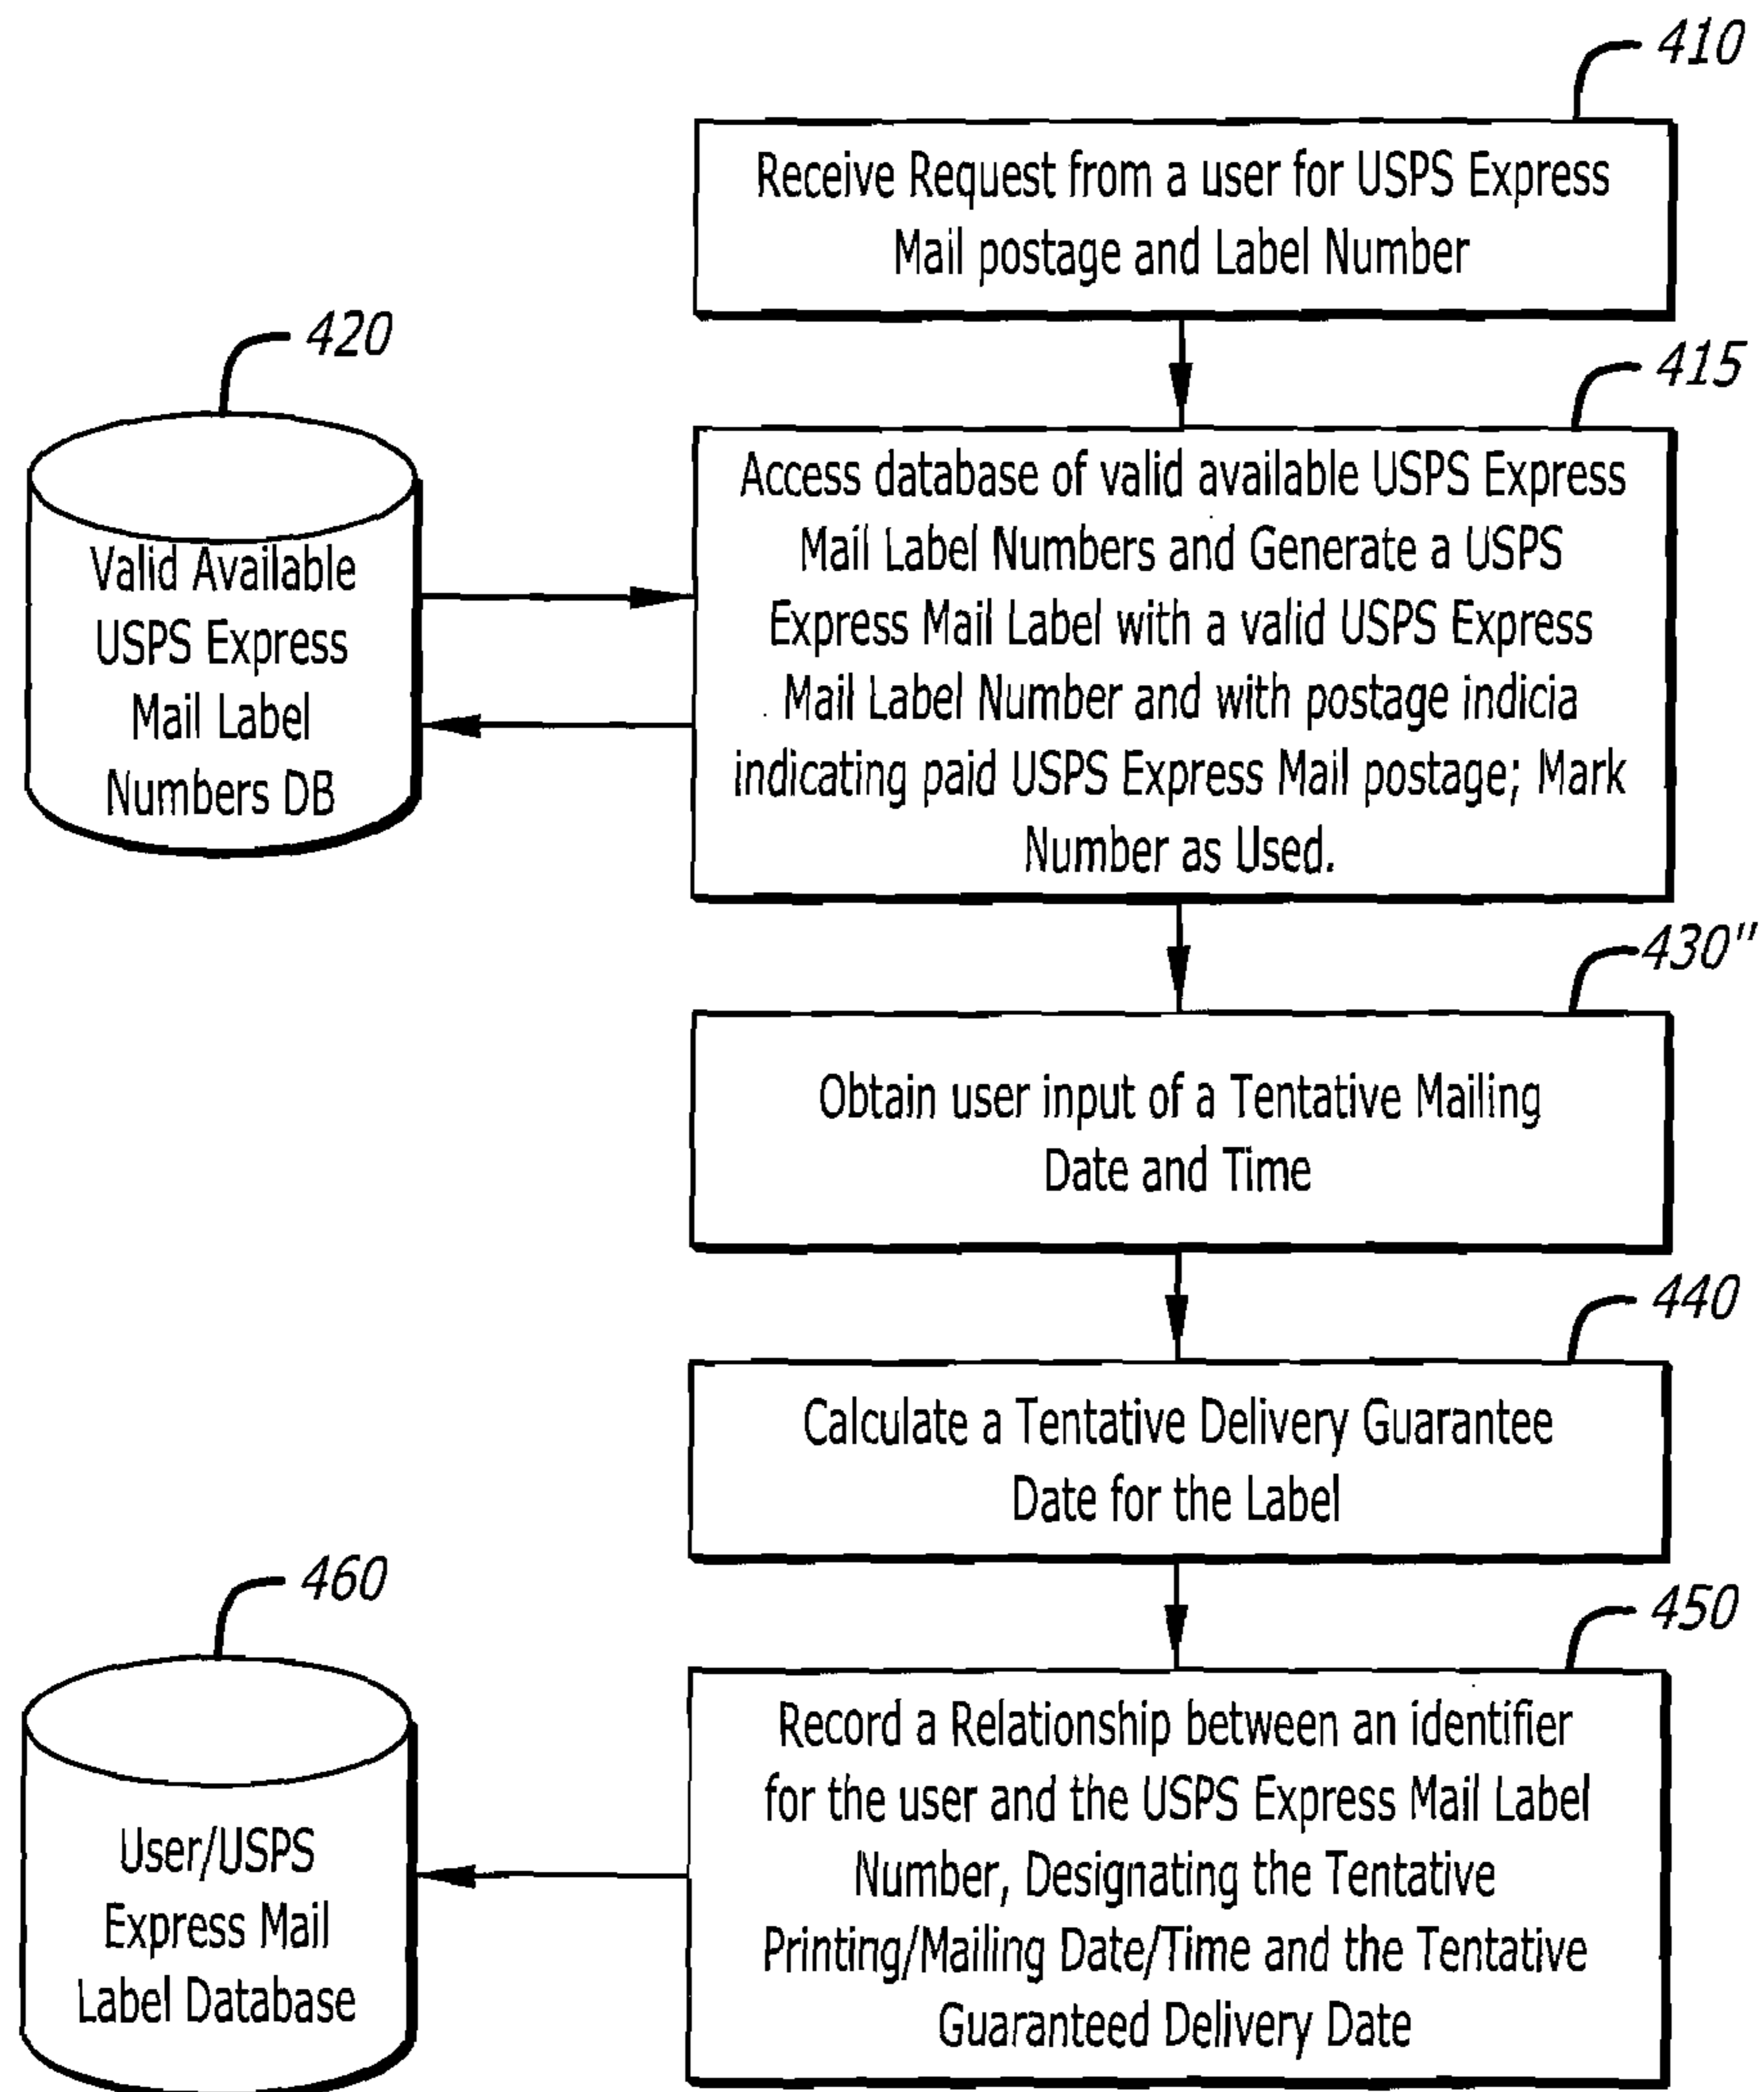 410
Receive Request from a user for USPS Express
Mail postage and Label Number
420
415
Valid Available
USPS Express
Mail Label
Numbers DB
Access database of valid available USPS Express
Mail Label Numbers and Generate a USPS
Express Mail Label with a valid USPS Express
Mail Label Number and with postage indicia
indicating paid USPS Express Mail postage; Mark
Number as Used.
430"
Obtain user input of a Tentative Mailing
Date and Time
440
Calculate a Tentative Delivery Guarantee
Date for the Label
460
450
User/USPS
Express Mail
Label Database
Record a Relationship between an identifier
for the user and the USPS Express Mail Label
Number, Designating the Tentative
Printing/Mailing Date/Time and the Tentative
Guaranteed Delivery Date